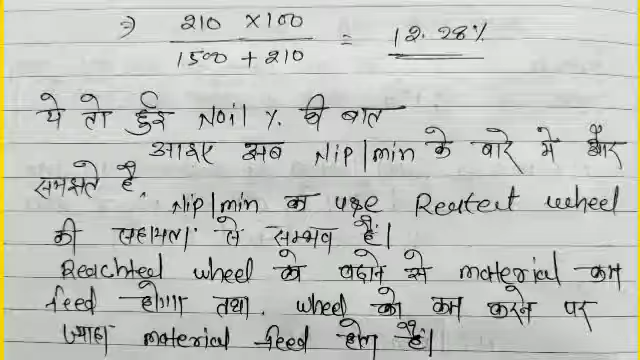 ⇒ 210 × 100
1500 + 210 = 12.28%
ये तो हुई Noil % की बात
आइए अब Nip/min के बारे में और
समझते है,
Nip/min का use Reatect wheel
की सहायता से सम्भव है।
Reachted wheel के बढ़ाने से material कम
feed होगा तथा. wheel को कम करने पर
ज्यादा material feed होता है।